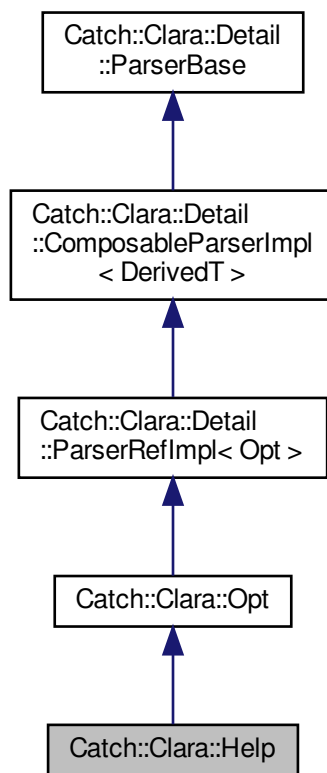 Catch::Clara::Detail
::ParserBase
Catch::Clara::Detail
::ComposableParserImpl
< DerivedT >
Catch::Clara::Detail
::ParserRefImpl< Opt >
Catch::Clara::Opt
Catch::Clara::Help